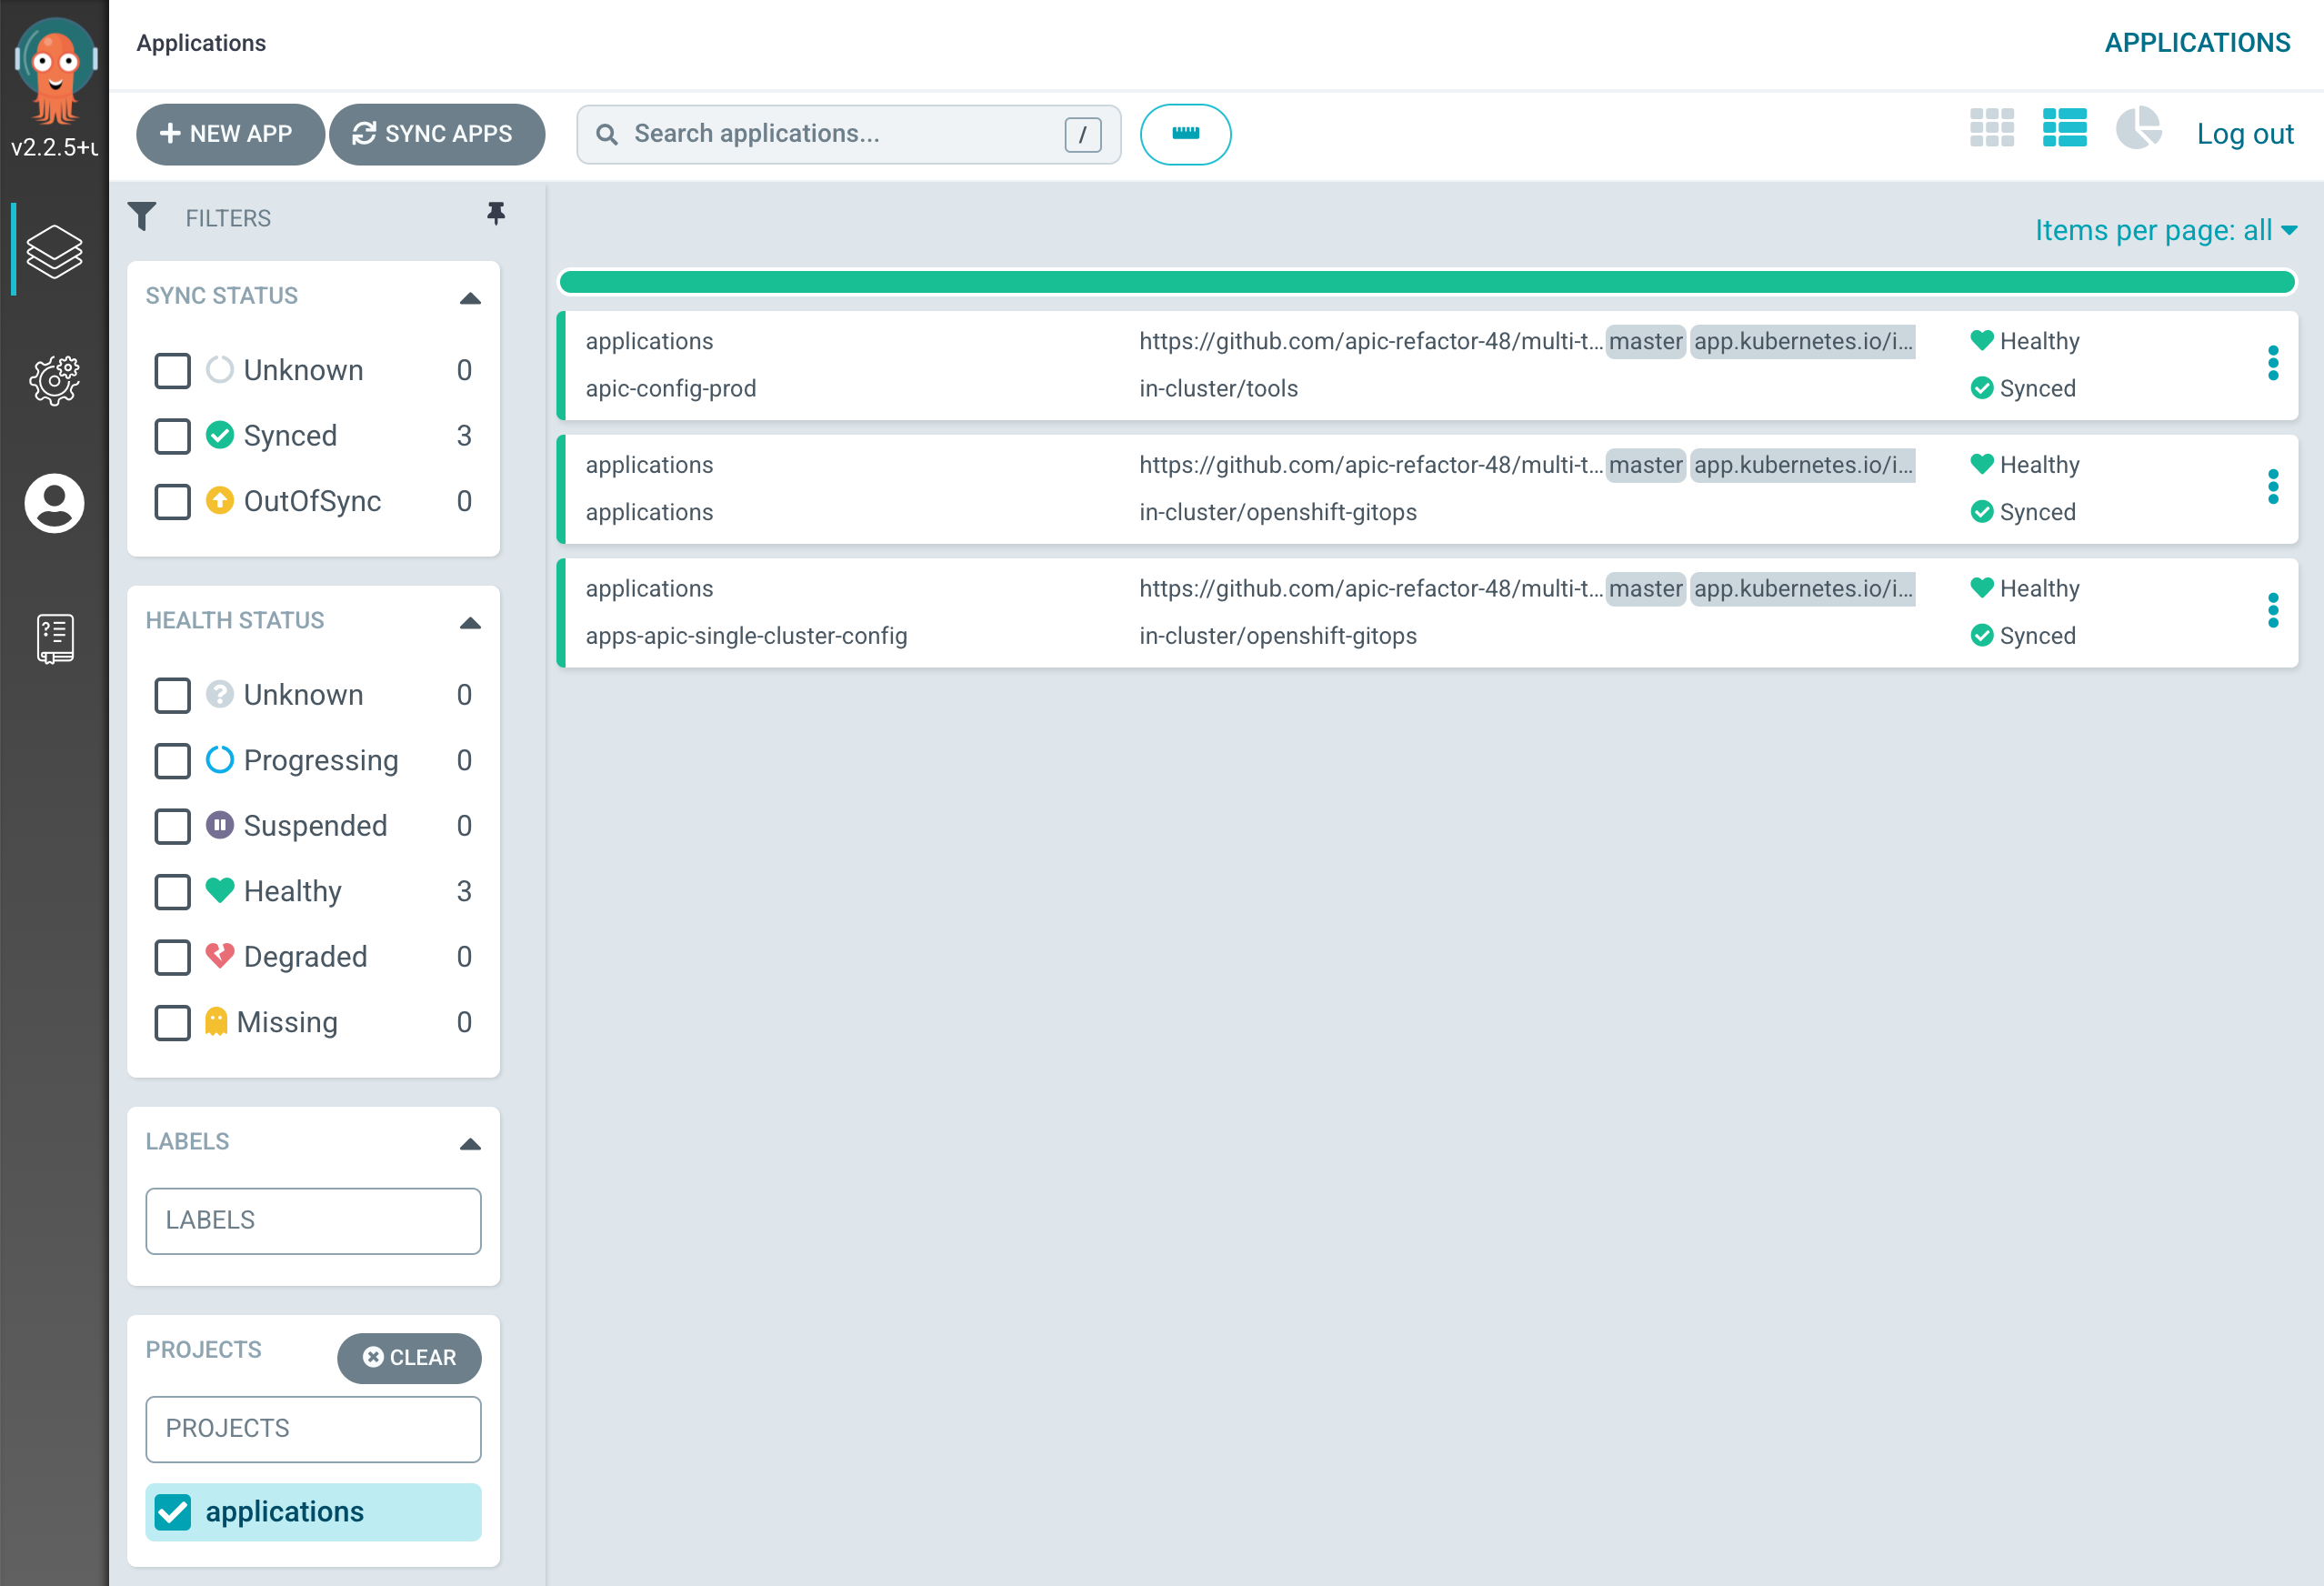 Applications
APPLICATIONS
v2.2.5+u
NEW APP
SYNC APPS
Search applications...
/
Log out
FILTERS
Items per page: all
SYNC STATUS
Unknown 0
Synced 3
OutOfSync 0
HEALTH STATUS
Unknown 0
Progressing 0
Suspended 0
Healthy 3
Degraded 0
Missing 0
LABELS
LABELS
PROJECTS
CLEAR
PROJECTS
applications
applications https://github.com/apic-refactor-48/multi-t... master app.kubernetes.io/i... Healthy
apic-config-prod in-cluster/tools Synced
applications https://github.com/apic-refactor-48/multi-t... master app.kubernetes.io/i... Healthy
applications in-cluster/openshift-gitops Synced
applications https://github.com/apic-refactor-48/multi-t... master app.kubernetes.io/i... Healthy
apps-apic-single-cluster-config in-cluster/openshift-gitops Synced